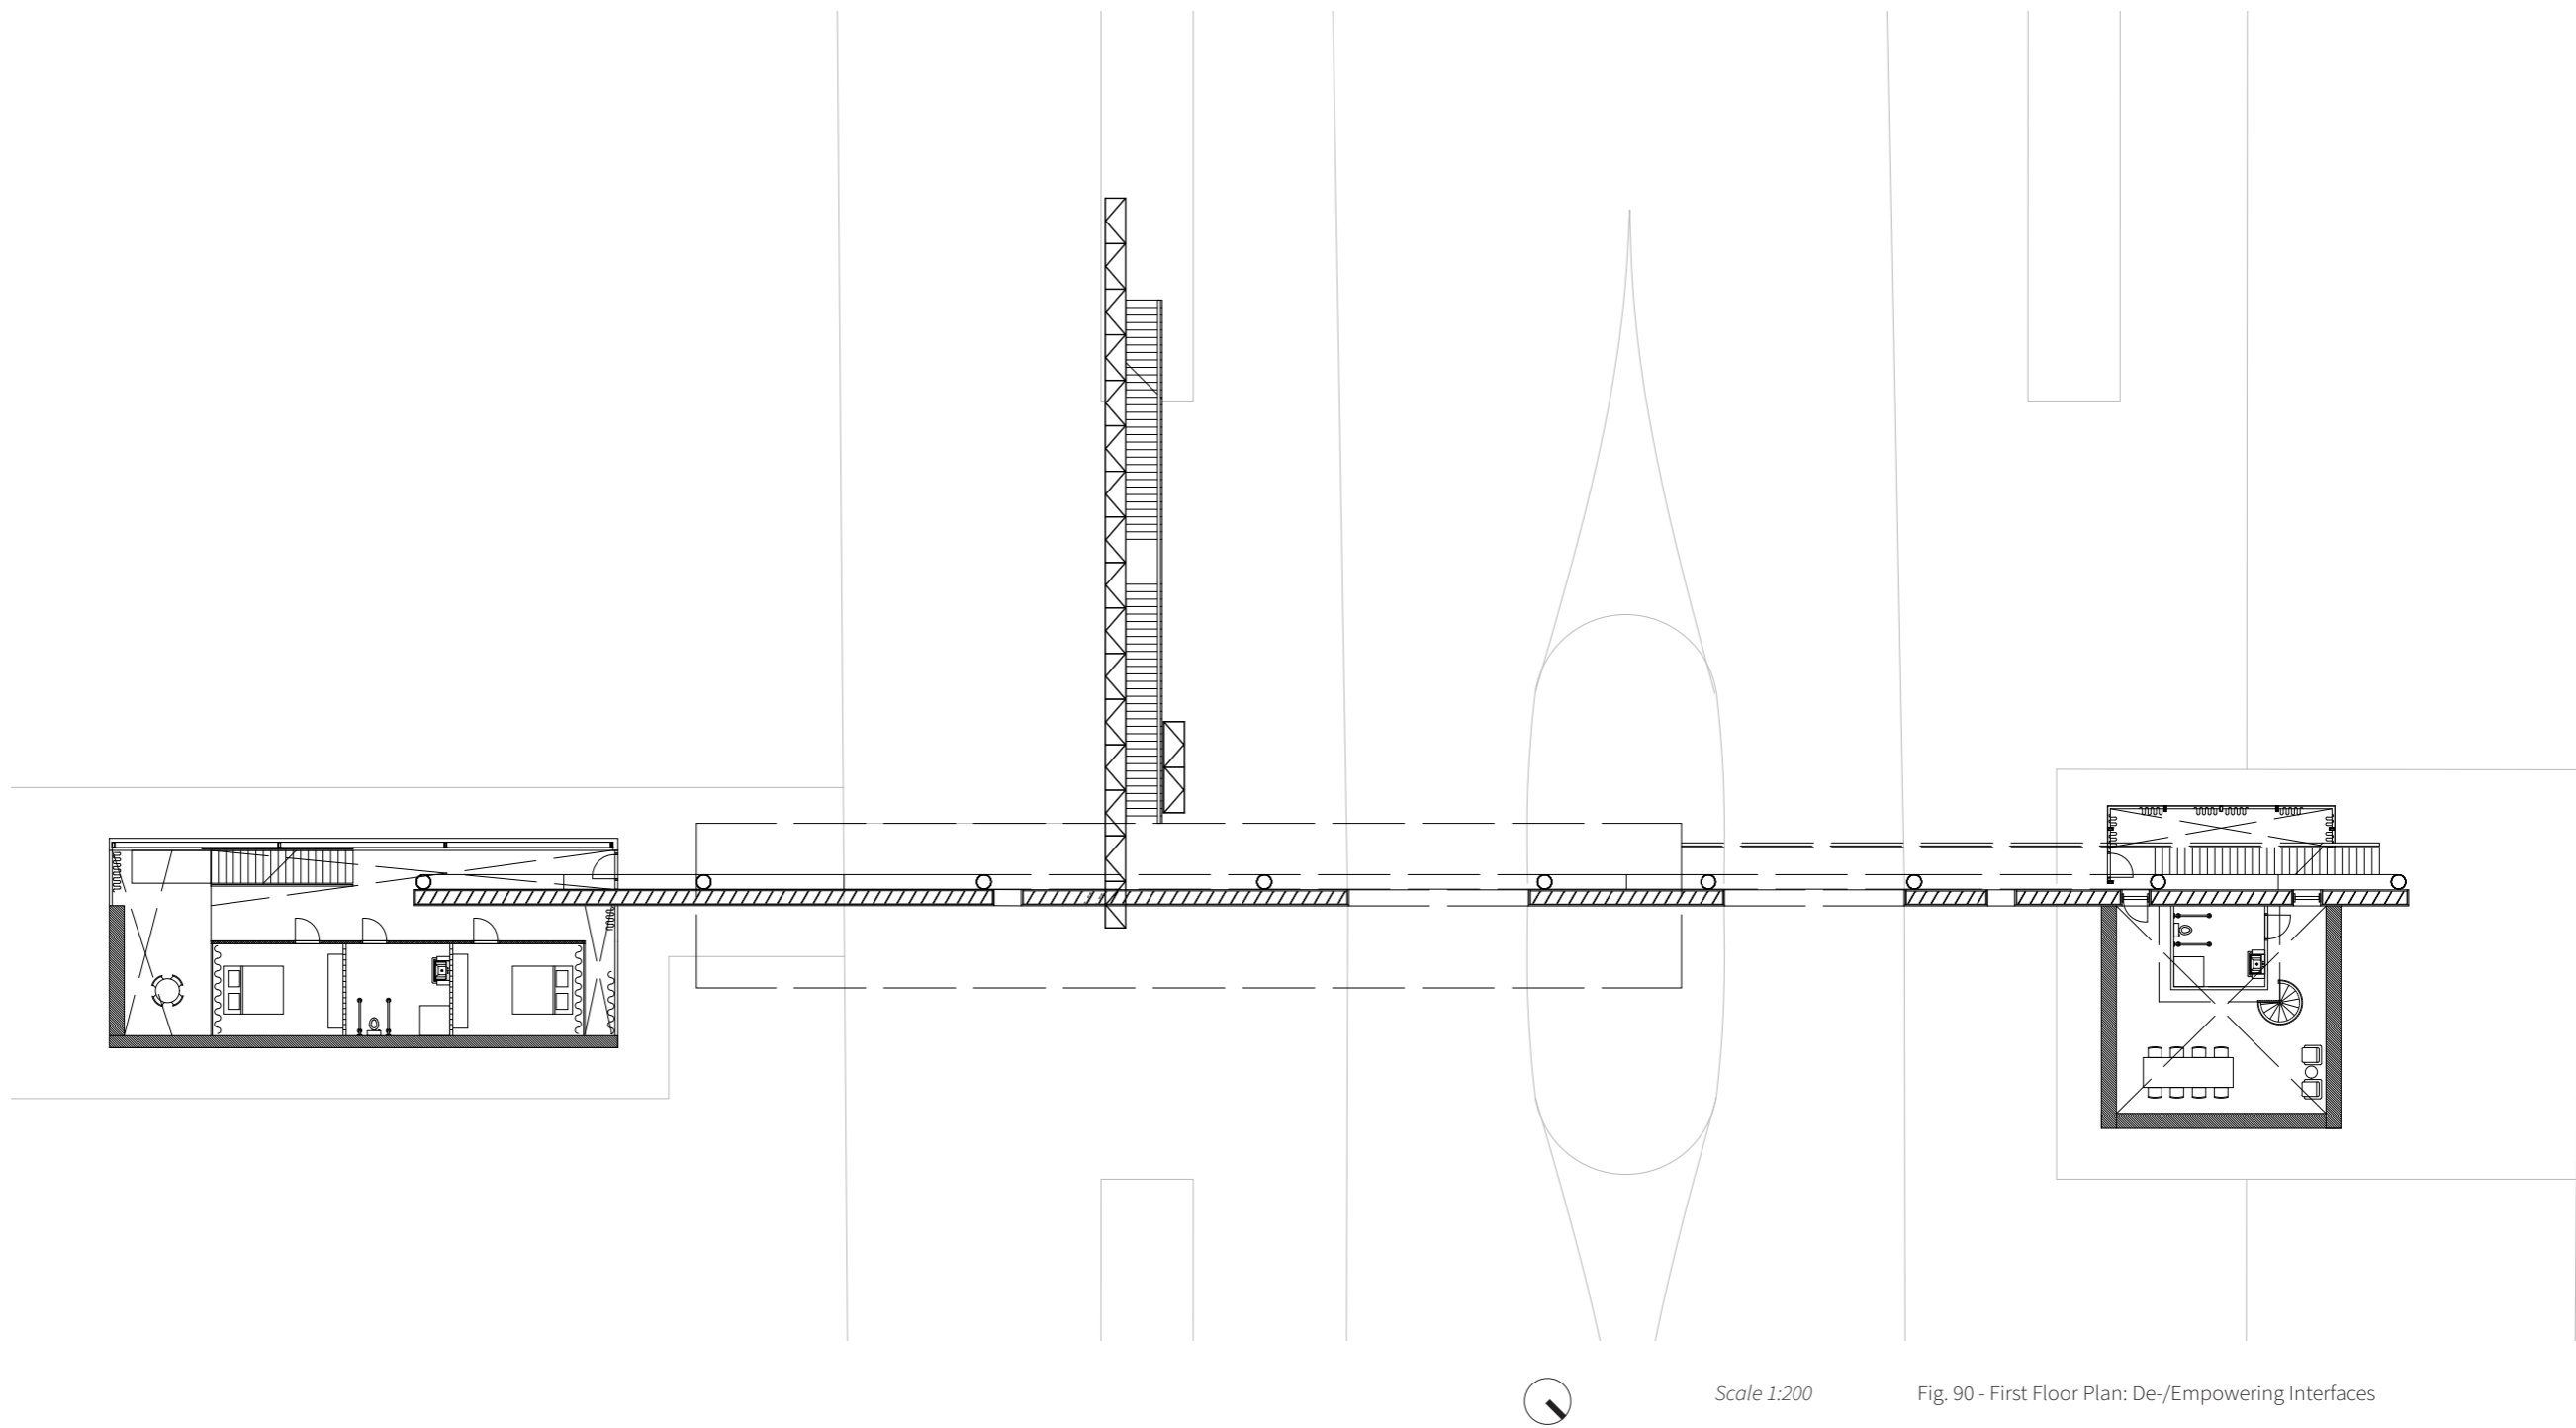 Scale 1:200
Fig. 90 - First Floor Plan: De-/Empowering Interfaces